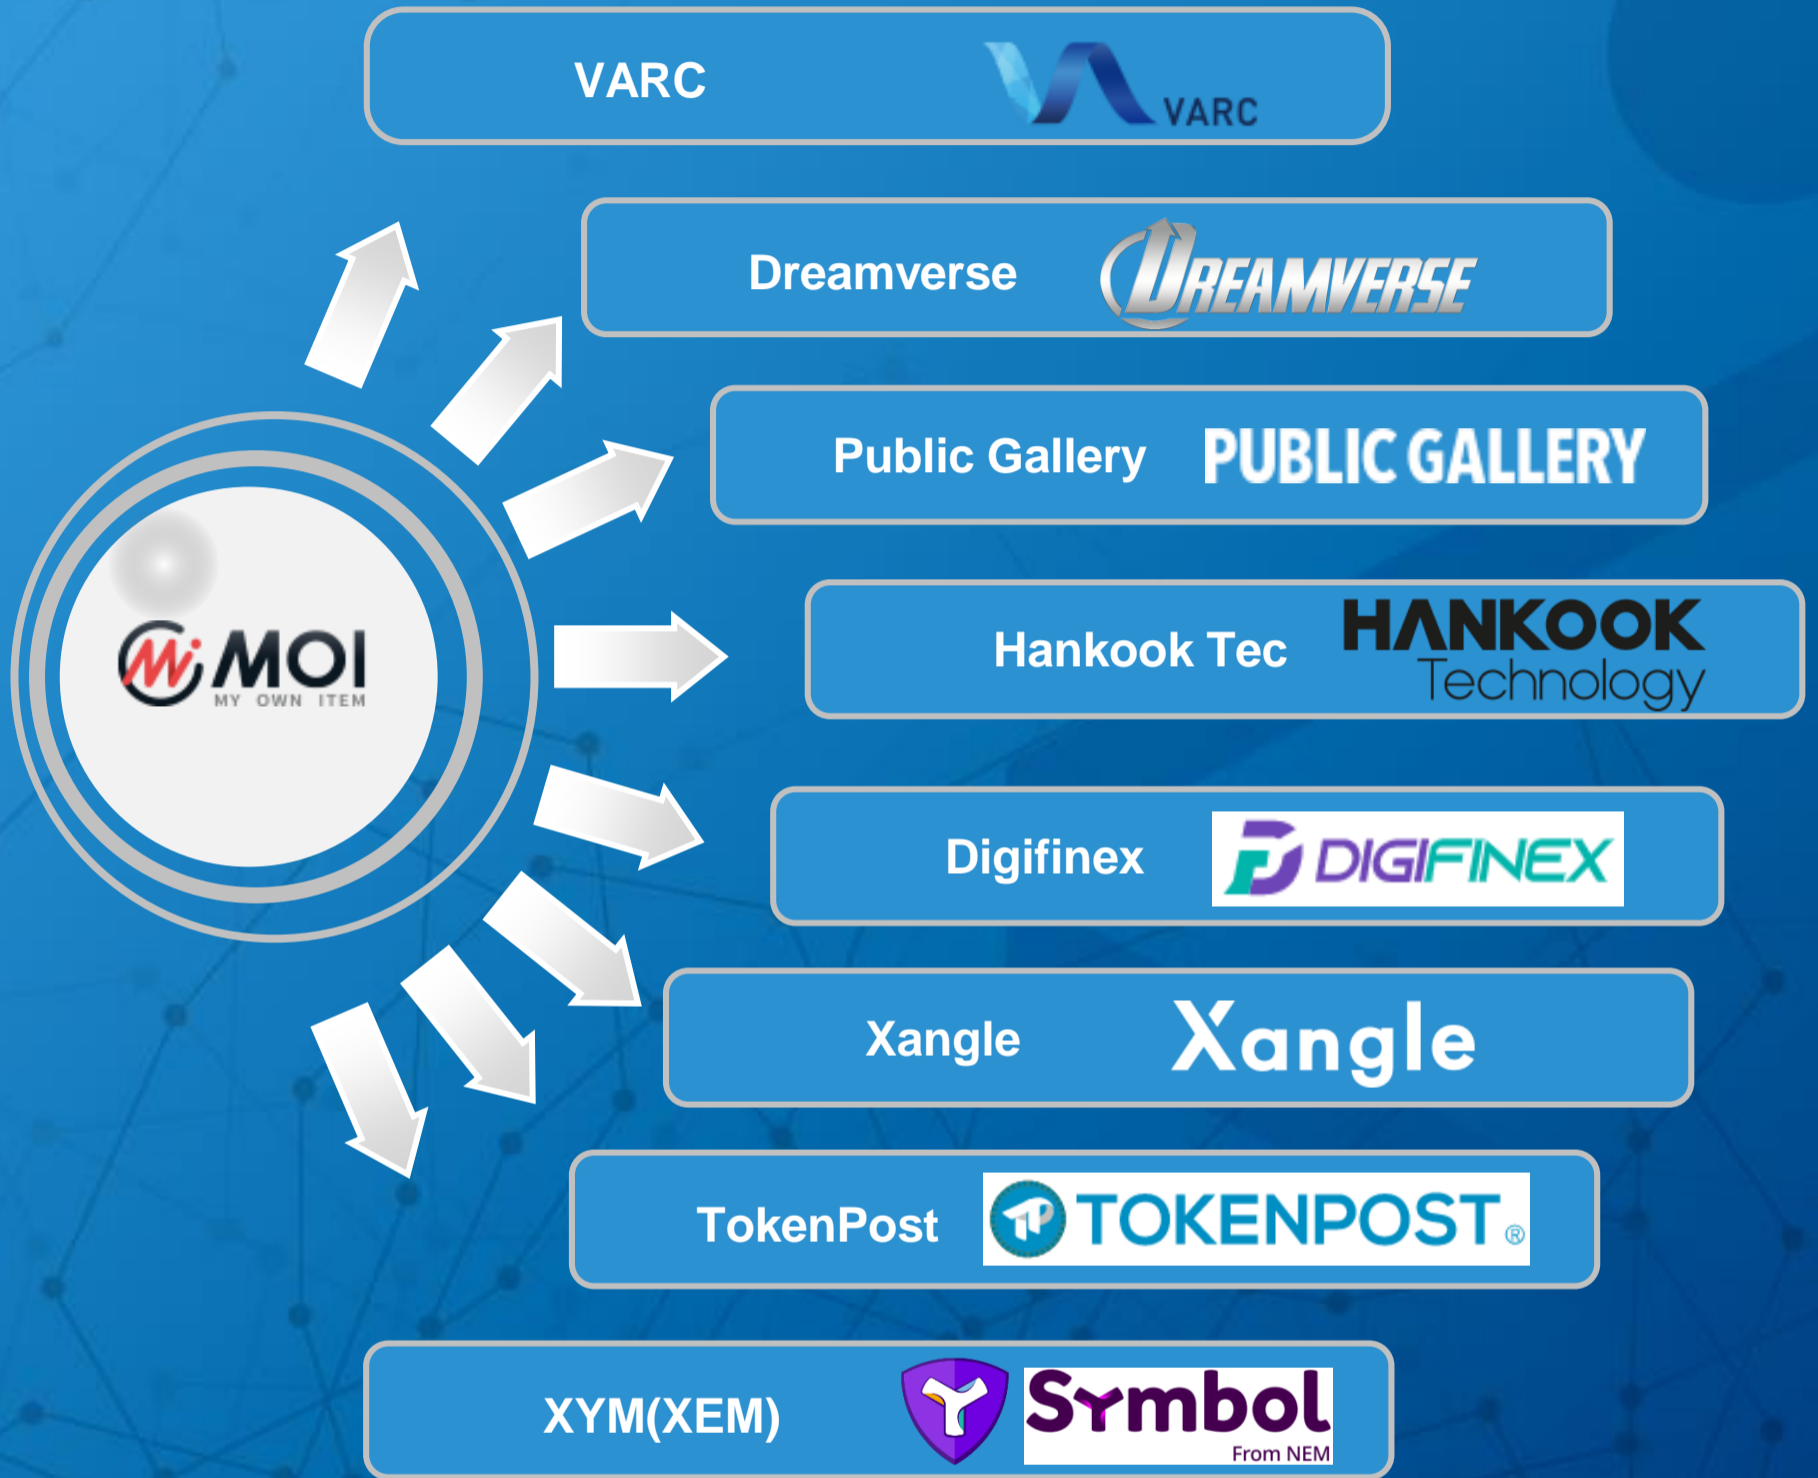 VARC
VARC
Dreamverse
DREAMVERSE
Public Gallery
PUBLIC GALLERY
MOI
MY OWN ITEM
Hankook Tec
HANKOOK
Technology
Digifinex
DIGIFINEX
Xangle
Xangle
TokenPost
TOKENPOST®
XYM(XEM)
Symbol
From NEM